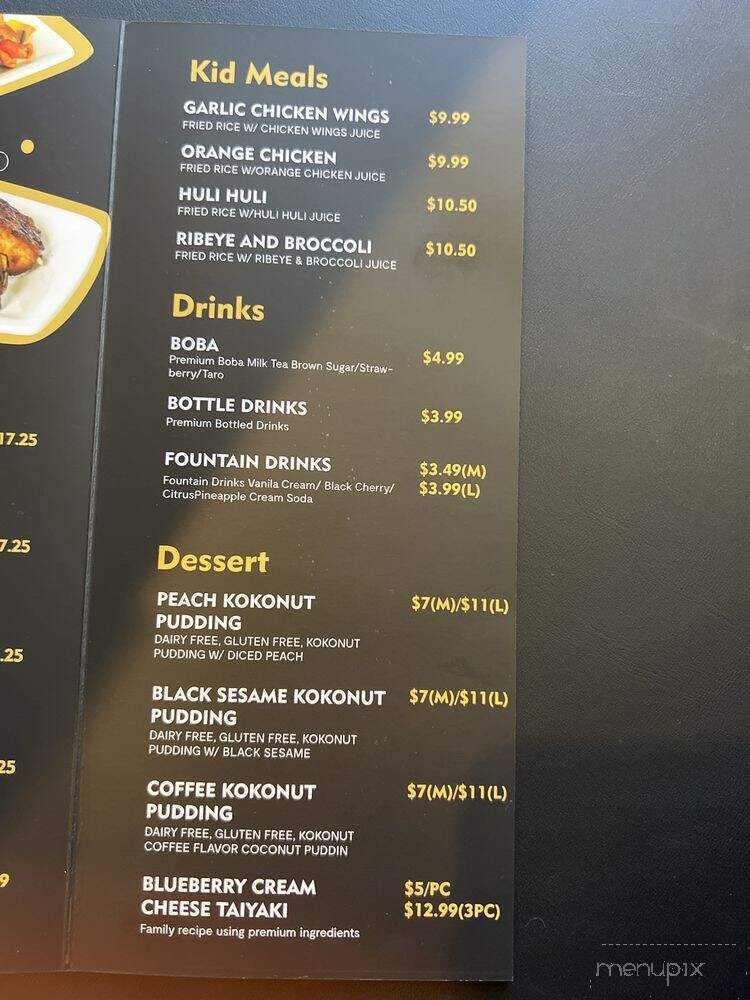 Kid Meals
GARLIC CHICKEN WINGS $9.99
FRIED RICE W/ CHICKEN WINGS JUICE
ORANGE CHICKEN $9.99
FRIED RICE W/ORANGE CHICKEN JUICE
HULI HULI $10.50
FRIED RICE W/HULI HULI JUICE
RIBEYE AND BROCCOLI $10.50
FRIED RICE W/ RIBEYE & BROCCOLI JUICE
Drinks
BOBA $4.99
Premium Boba Milk Tea Brown Sugar/Straw-
berry/Taro
BOTTLE DRINKS $3.99
Premium Bottled Drinks
FOUNTAIN DRINKS $3.49(M)
Fountain Drinks Vanila Cream/ Black Cherry/ $3.99(L)
CitrusPineapple Cream Soda
Dessert
PEACH KOKONUT $7(M)/$11(L)
PUDDING
DAIRY FREE, GLUTEN FREE, KOKONUT
PUDDING W/ DICED PEACH
BLACK SESAME KOKONUT $7(M)/$11(L)
PUDDING
DAIRY FREE, GLUTEN FREE, KOKONUT
PUDDING W/ BLACK SESAME
COFFEE KOKONUT $7(M)/$11(L)
PUDDING
DAIRY FREE, GLUTEN FREE, KOKONUT
COFFEE FLAVOR COCONUT PUDDIN
BLUEBERRY CREAM $5/PC
CHEESE TAIYAKI $12.99(3PC)
Family recipe using premium ingredients
17.25
7.25
.25
25
9
menupix